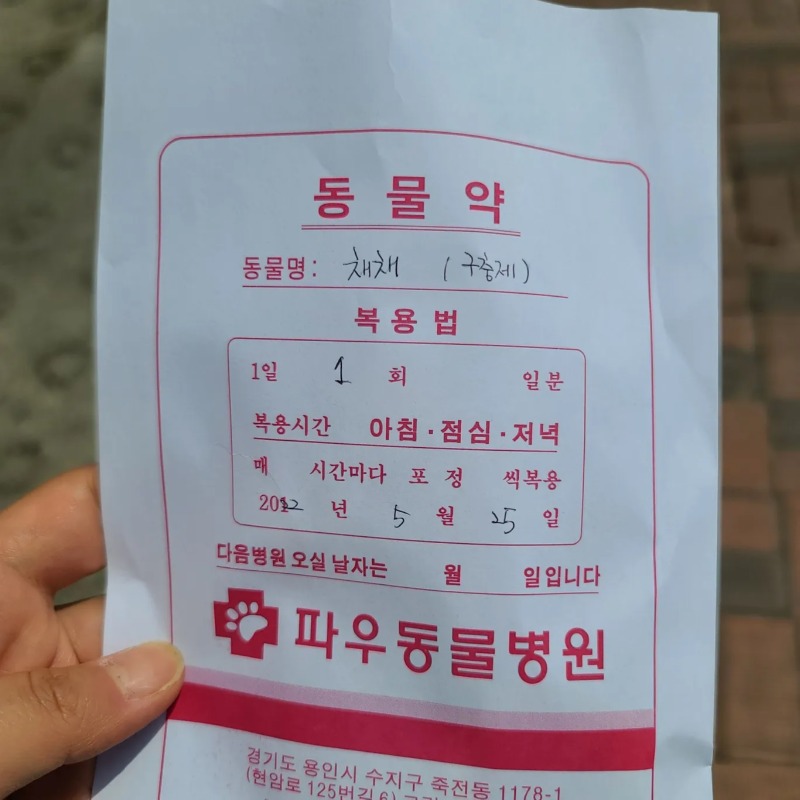 동물약
동물명: 채채 (구충제)
복용법
1일 1 회 일분
복용시간 아침·점심·저녁
매 시간마다 포 정 씩복용
2022 년 5 월 25 일
다음병원 오실 날자는 월 일입니다
파우동물병원
경기도 용인시 수지구 죽전동 1178-1
(현암로 125번길 6)